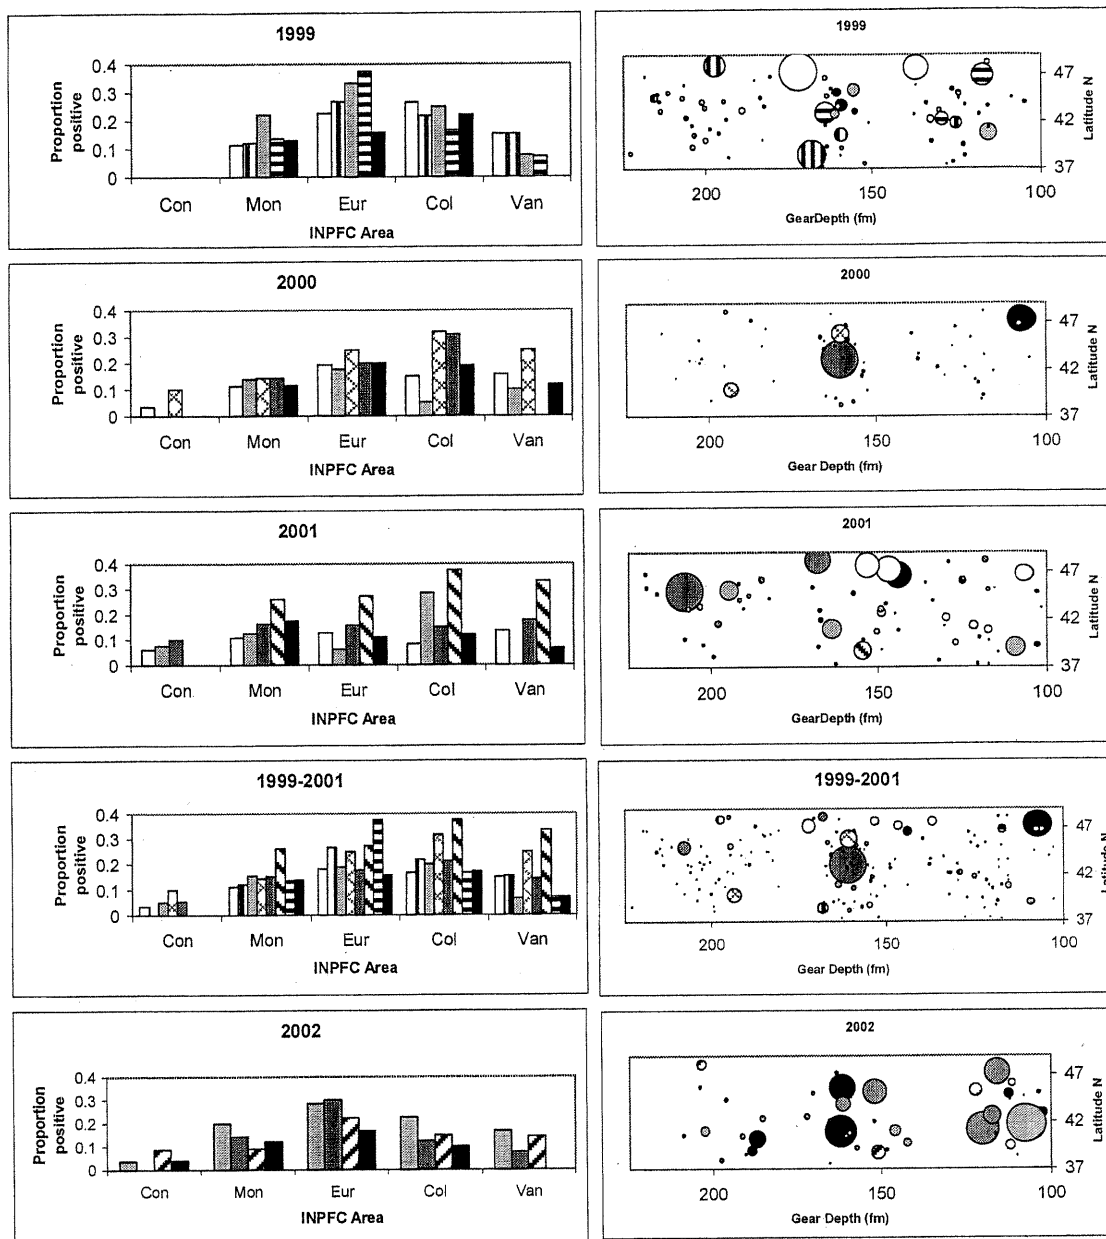 1999
Proportion positive
0.4
0.3
0.2
0.1
0
Con Mon Eur Col Van
INPFC Area
1999
47
42
37
Latitude N
200 150 100
GearDepth (fm)
2000
Proportion positive
0.4
0.3
0.2
0.1
0
Con Mon Eur Col Van
INPFC Area
2000
47
42
37
Latitude N
200 150 100
Gear Depth (fm)
2001
Proportion positive
0.4
0.3
0.2
0.1
0
Con Mon Eur Col Van
INPFC Area
2001
47
42
37
Latitude N
200 150 100
GearDepth (fm)
1999-2001
Proportion positive
0.4
0.3
0.2
0.1
0
Con Mon Eur Col Van
INPFC Area
1999-2001
47
42
37
Latitude N
200 150 100
Gear Depth (fm)
2002
Proportion positive
0.4
0.3
0.2
0.1
0
Con Mon Eur Col Van
INPFC Area
2002
47
42
37
Latitude N
200 150 100
Gear Depth (fm)